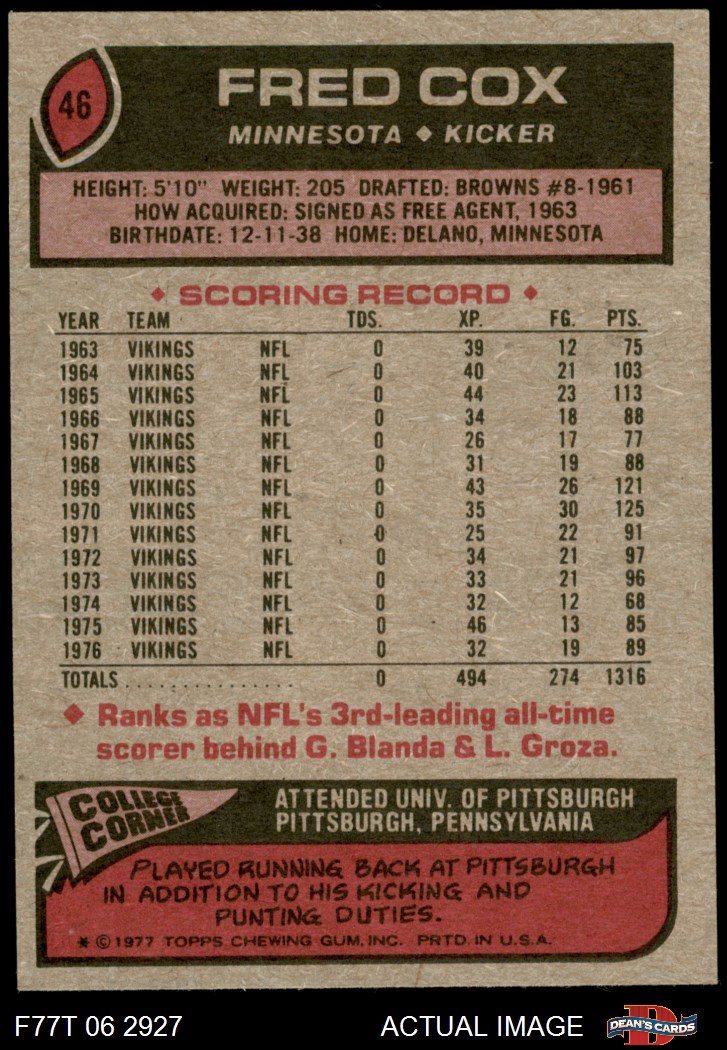 46
FRED COX
MINNESOTA ◆ KICKER
HEIGHT: 5'10" WEIGHT: 205 DRAFTED: BROWNS #8-1961
HOW ACQUIRED: SIGNED AS FREE AGENT, 1963
BIRTHDATE: 12-11-38 HOME: DELANO, MINNESOTA
◆ SCORING RECORD ◆
YEAR TEAM TDS. XP. FG. PTS.
1963 VIKINGS NFL 0 39 12 75
1964 VIKINGS NFL 0 40 21 103
1965 VIKINGS NFL 0 44 23 113
1966 VIKINGS NFL 0 34 18 88
1967 VIKINGS NFL 0 26 17 77
1968 VIKINGS NFL 0 31 19 88
1969 VIKINGS NFL 0 43 26 121
1970 VIKINGS NFL 0 35 30 125
1971 VIKINGS NFL 0 25 22 91
1972 VIKINGS NFL 0 34 21 97
1973 VIKINGS NFL 0 33 21 96
1974 VIKINGS NFL 0 32 12 68
1975 VIKINGS NFL 0 46 13 85
1976 VIKINGS NFL 0 32 19 89
TOTALS................ 0 494 274 1316
◆ Ranks as NFL's 3rd-leading all-time
scorer behind G. Blanda & L. Groza.
COLLEGE
CORNER
ATTENDED UNIV. OF PITTSBURGH
PITTSBURGH, PENNSYLVANIA
PLAYED RUNNING BACK AT PITTSBURGH
IN ADDITION TO HIS KICKING AND
PUNTING DUTIES.
* © 1977 TOPPS CHEWING GUM, INC. PRTD. IN U.S.A.
F77T 06 2927 ACTUAL IMAGE D DEAN'S CARDS